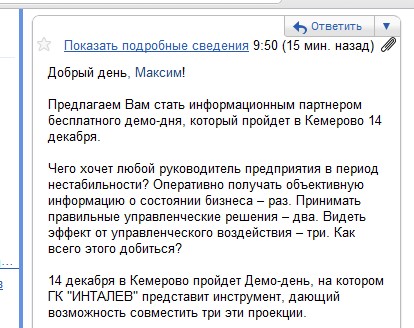 Ответить
Показать подробные сведения 9:50 (15 мин. назад)
Добрый день, Максим!
Предлагаем Вам стать информационным партнером
бесплатного демо-дня, который пройдет в Кемерово 14
декабря.
Чего хочет любой руководитель предприятия в период
нестабильности? Оперативно получать объективную
информацию о состоянии бизнеса – раз. Принимать
правильные управленческие решения – два. Видеть
эффект от управленческого воздействия – три. Как
всего этого добиться?
14 декабря в Кемерово пройдет Демо-день, на котором
ГК "ИНТАЛЕВ" представит инструмент, дающий
возможность совместить три эти проекции.